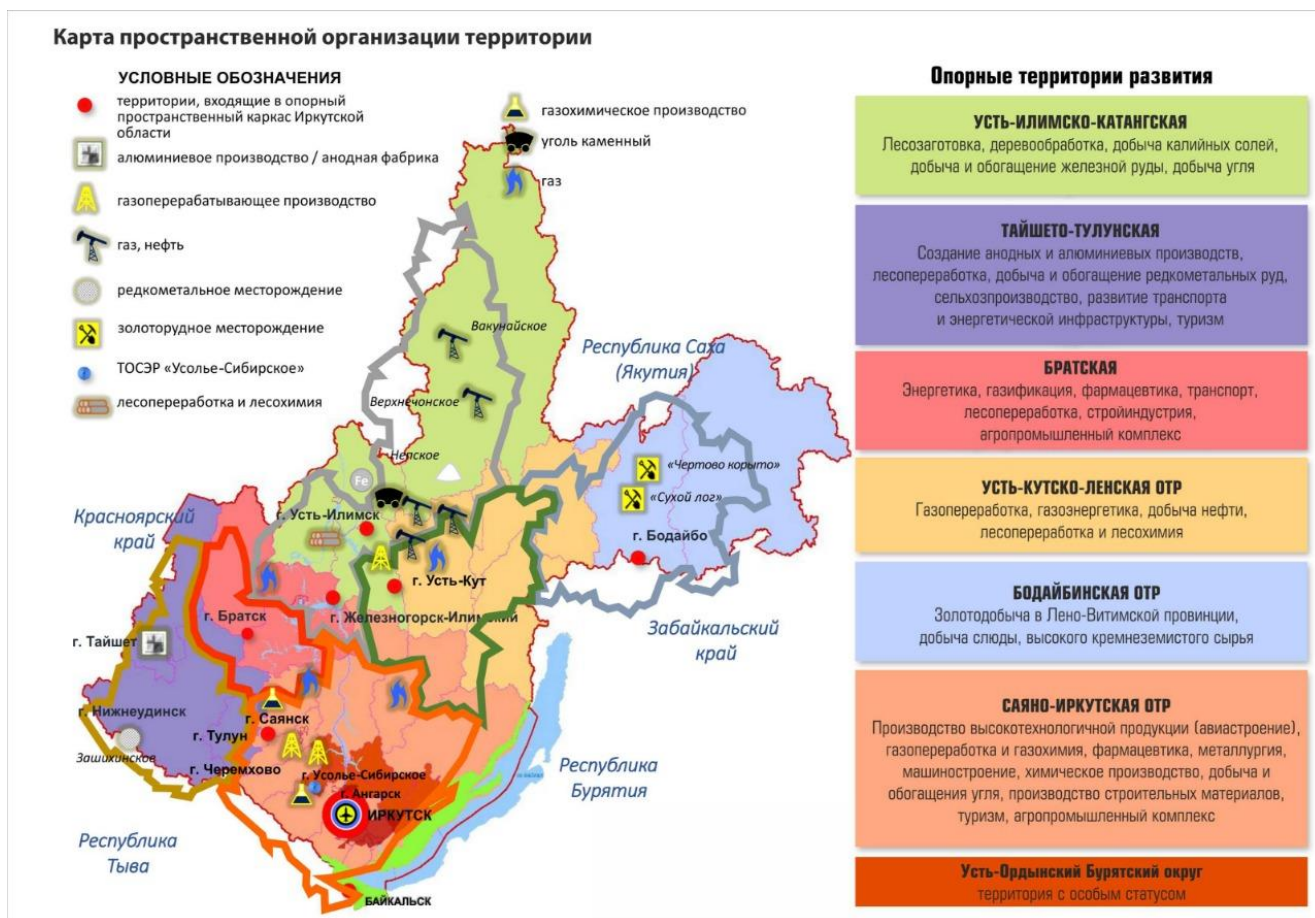 Карта пространственной организации территории
УСЛОВНЫЕ ОБОЗНАЧЕНИЯ
территории, входящие в опорный
пространственный каркас Иркутской
области
алюминиевое производство / анодная фабрика
газоперерабатывающее производство
газ, нефть
редкометальное месторождение
золоторудное месторождение
ТОСЭР «Усолье-Сибирское»
лесопереработка и лесохимия
газохимическое производство
уголь каменный
газ
Вакунайское
Республика Саха
(Якутия)
Верхнечонское
Непское
Fe
«Чертово корыто»
«Сухой лог»
Красноярский
край
г. Усть-Илимск
г. Бодайбо
г. Усть-Кут
г. Братск
г. Железногорск-Илимский
Забайкальский
край
г. Тайшет
г. Нижнеудинск
г. Саянск
г. Тулун
Зашихинское
г. Черемхово
г. Усолье-Сибирское
г. Ангарск
ИРКУТСК
Республика
Бурятия
Республика
Тыва
БАЙКАЛЬСК
Опорные территории развития
УСТЬ-ИЛИМСКО-КАТАНГСКАЯ
Лесозаготовка, деревообработка, добыча калийных солей,
добыча и обогащение железной руды, добыча угля
ТАЙШЕТО-ТУЛУНСКАЯ
Создание анодных и алюминиевых производств,
лесопереработка, добыча и обогащение редкометальных руд,
сельхозпроизводство, развитие транспорта
и энергетической инфраструктуры, туризм
БРАТСКАЯ
Энергетика, газификация, фармацевтика, транспорт,
лесопереработка, стройиндустрия,
агропромышленный комплекс
УСТЬ-КУТСКО-ЛЕНСКАЯ ОТР
Газопереработка, газоэнергетика, добыча нефти,
лесопереработка и лесохимия
БОДАЙБИНСКАЯ ОТР
Золотодобыча в Лено-Витимской провинции,
добыча слюды, высокого кремнеземистого сырья
САЯНО-ИРКУТСКАЯ ОТР
Производство высокотехнологичной продукции (авиастроение),
газопереработка и газохимия, фармацевтика, металлургия,
машиностроение, химическое производство, добыча и
обогащения угля, производство строительных материалов,
туризм, агропромышленный комплекс
Усть-Ордынский Бурятский округ
территория с особым статусом